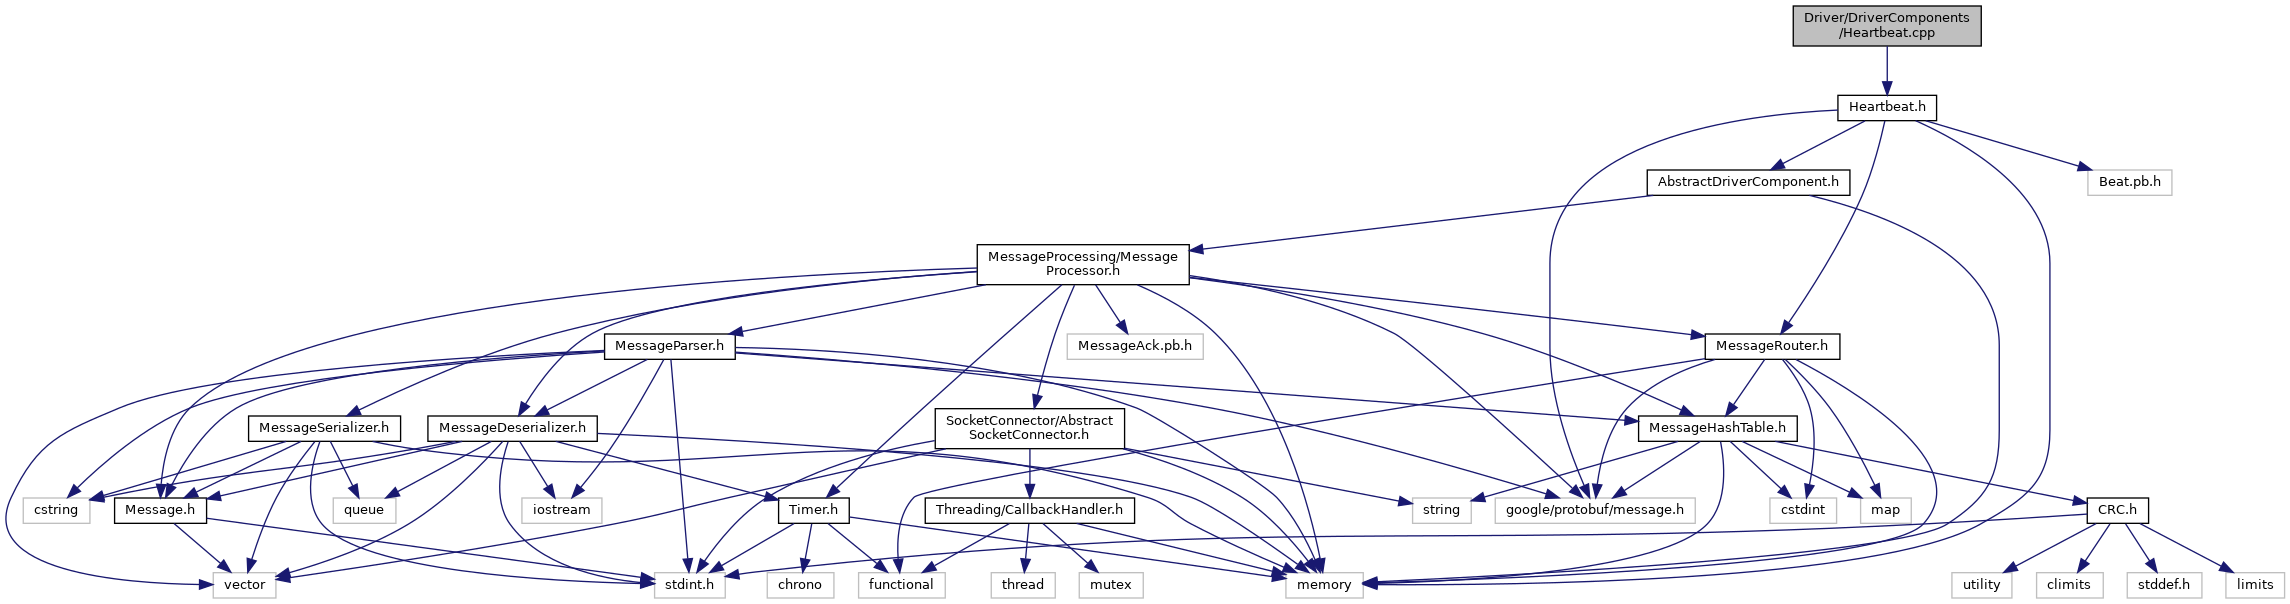 Driver/DriverComponents
/Heartbeat.cpp
Heartbeat.h
AbstractDriverComponent.h
Beat.pb.h
MessageProcessing/Message
Processor.h
MessageParser.h
MessageAck.pb.h
MessageRouter.h
MessageSerializer.h
MessageDeserializer.h
SocketConnector/Abstract
SocketConnector.h
MessageHashTable.h
cstring
Message.h
queue
iostream
Timer.h
Threading/CallbackHandler.h
string
google/protobuf/message.h
cstdint
map
CRC.h
vector
stdint.h
chrono
functional
thread
mutex
memory
utility
climits
stddef.h
limits